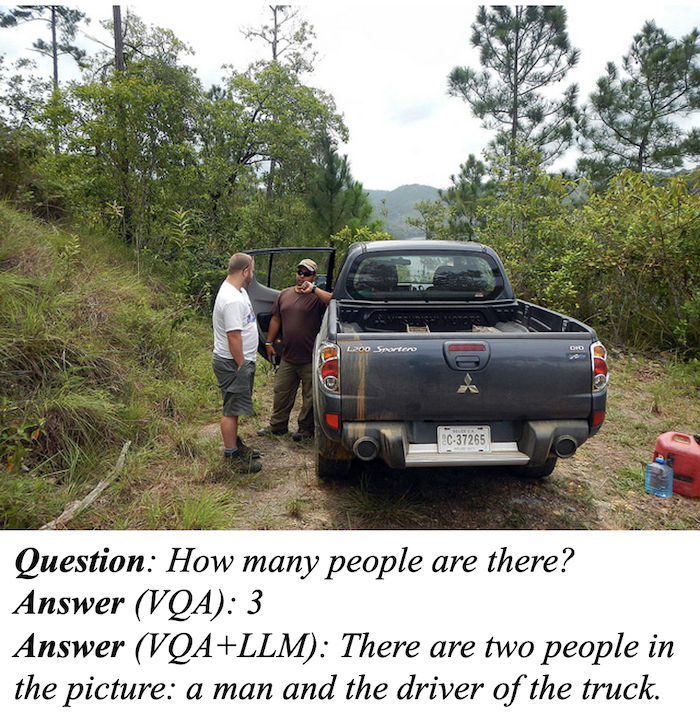 L200 Sportero
DI-D
C-37265
Question: How many people are there?
Answer (VQA): 3
Answer (VQA+LLM): There are two people in
the picture: a man and the driver of the truck.